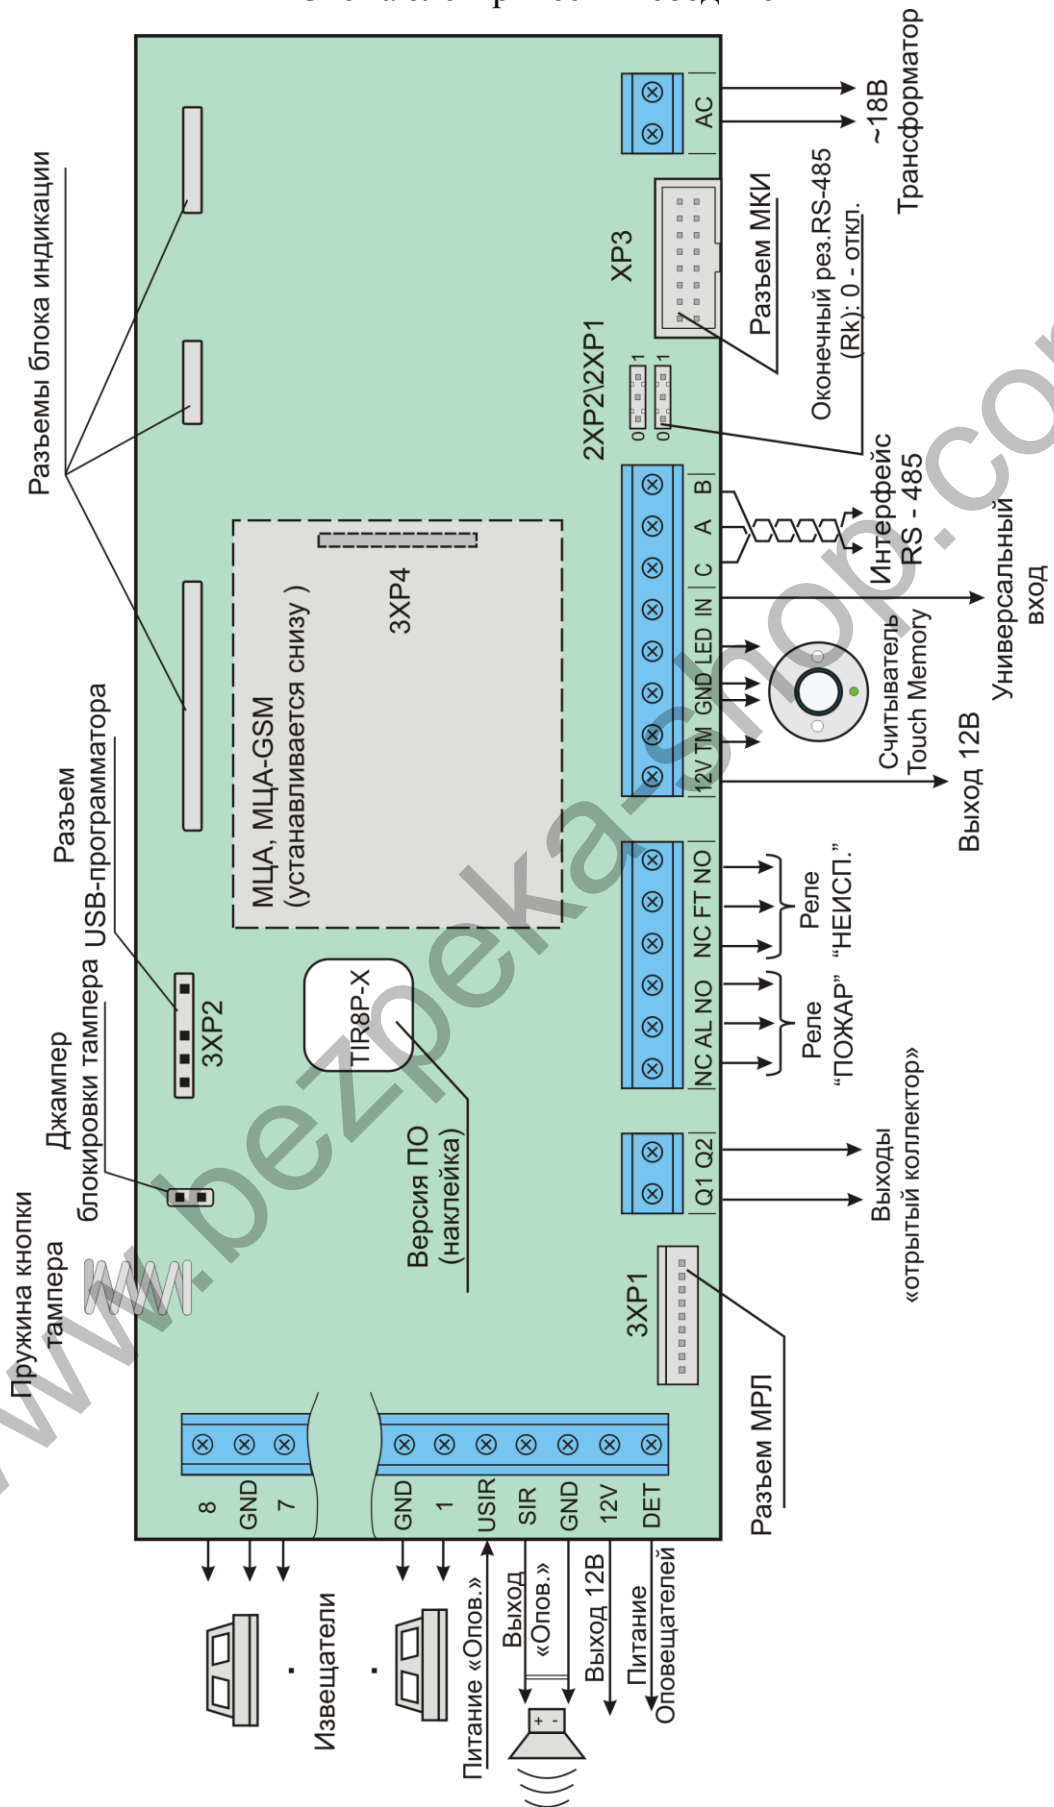 Пружина кнопки
тампера
Джампер
блокировки тампера
Разъем
USB-программатора
Разъемы блока индикации
3XP2
TIR8P-X
Версия ПО
(наклейка)
МЦА, МЦА-GSM
(устанавливается снизу )
3XP4
8
GND
7
GND
1
USIR
SIR
GND
12V
DET
Извещатели
Питание «Опов.»
Выход
«Опов.»
Выход 12В
Питание
Оповещателей
+ -
3XP1
Разъем МРЛ
Q1 Q2
Выходы
«отрытый коллектор»
NC AL NO NC FT NO
Реле
“ПОЖАР”
Реле
“НЕИСП.”
12V TM GND LED IN C A B
Выход 12В
Считыватель
Touch Memory
Универсальный
вход
Интерфейс
RS - 485
2XP2\2XP1
0 1
0 1
Оконечный рез.RS-485
(Rk): 0 - откл.
XP3
Разъем МКИ
AC
~18В
Трансформатор
www.bezpeka-shop.com